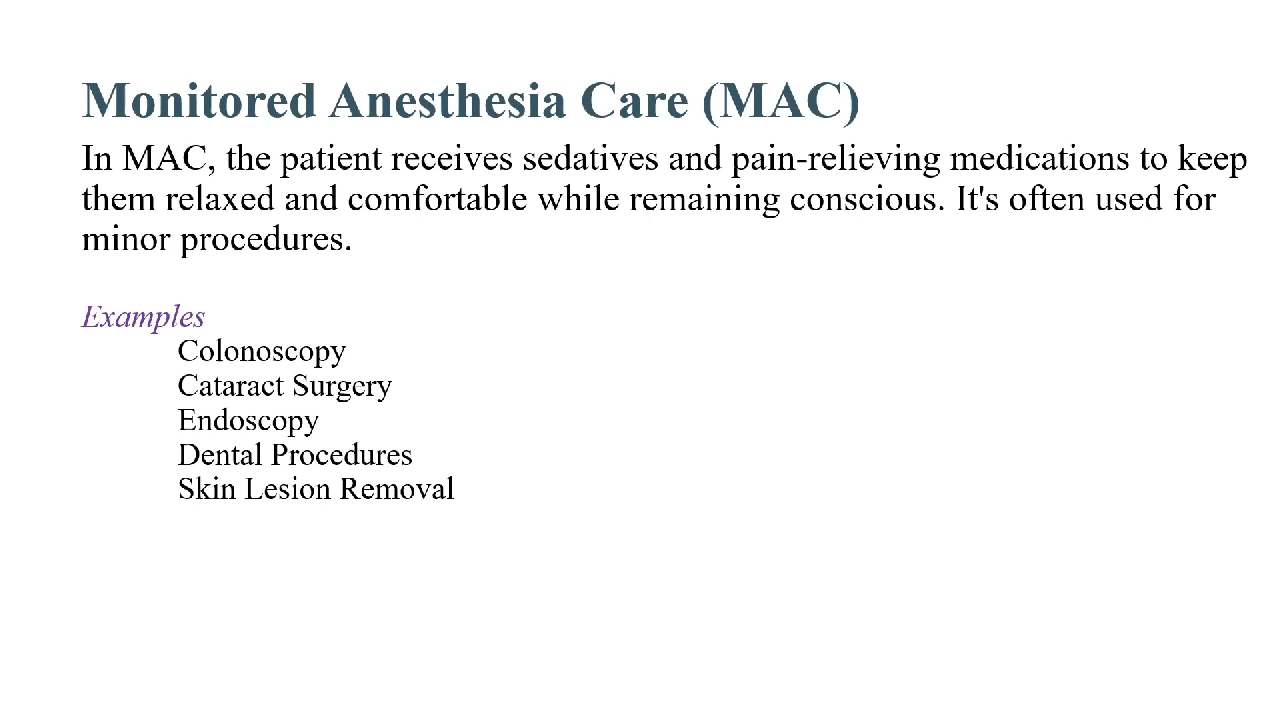 Monitored Anesthesia Care (MAC)
In MAC, the patient receives sedatives and pain-relieving medications to keep
them relaxed and comfortable while remaining conscious. It's often used for
minor procedures.
Examples
Colonoscopy
Cataract Surgery
Endoscopy
Dental Procedures
Skin Lesion Removal